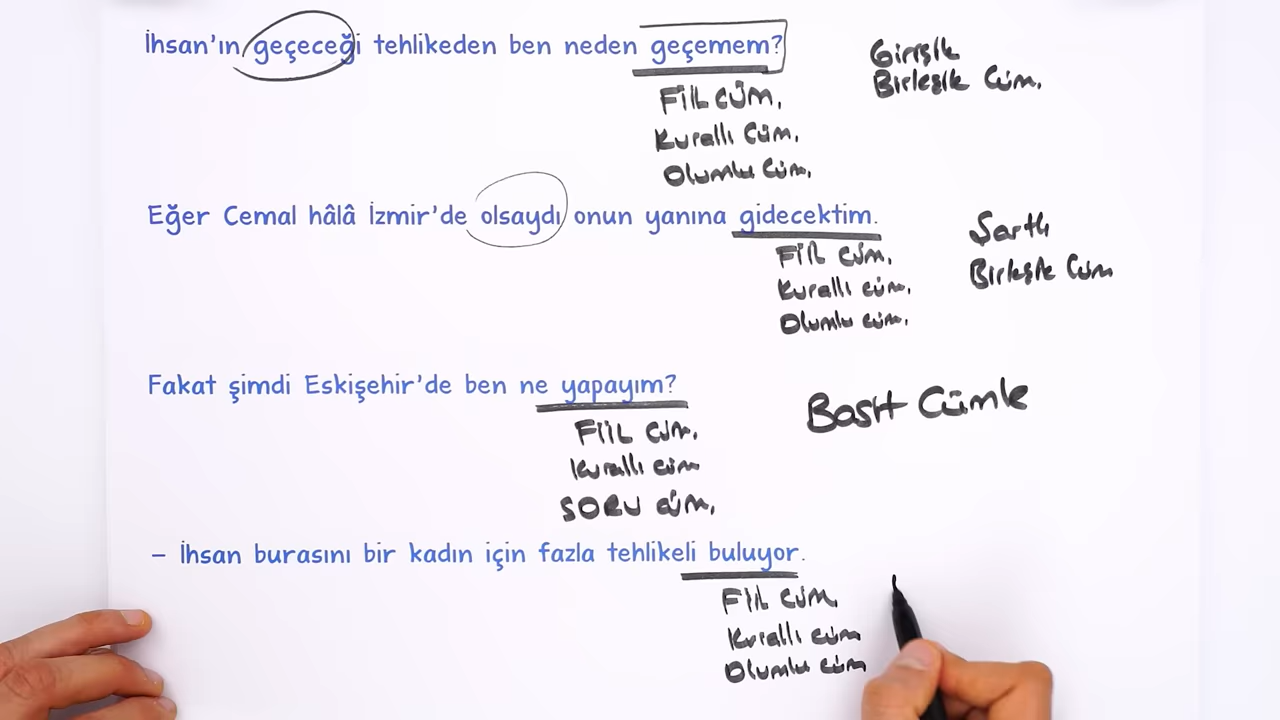 İhsan'ın geçeceği tehlikeden ben neden geçemem?
Girişik
Birleşik Cüm.
Fiil cüm.
Kurallı Cüm.
Olumlu Cüm.
Eğer Cemal hâlâ İzmir'de olsaydı onun yanına gidecektim.
Şartlı
Birleşik Cüm
Fiil cüm.
Kurallı cüm.
Olumlu cüm.
Fakat şimdi Eskişehir'de ben ne yapayım?
Basit Cümle
Fiil cüm.
Kurallı cüm
SORU cüm.
– İhsan burasını bir kadın için fazla tehlikeli buluyor.
Fiil cüm.
Kurallı cüm
Olumlu cüm